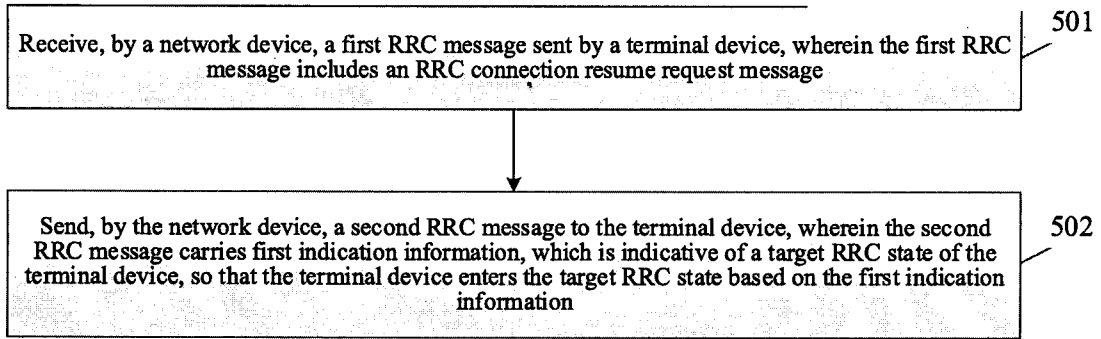 501
Receive, by a network device, a first RRC message sent by a terminal device, wherein the first RRC
message includes an RRC connection resume request message
Send, by the network device, a second RRC message to the terminal device, wherein the second
RRC message carries first indication information, which is indicative of a target RRC state of the
terminal device, so that the terminal device enters the target RRC state based on the first indication
information
502